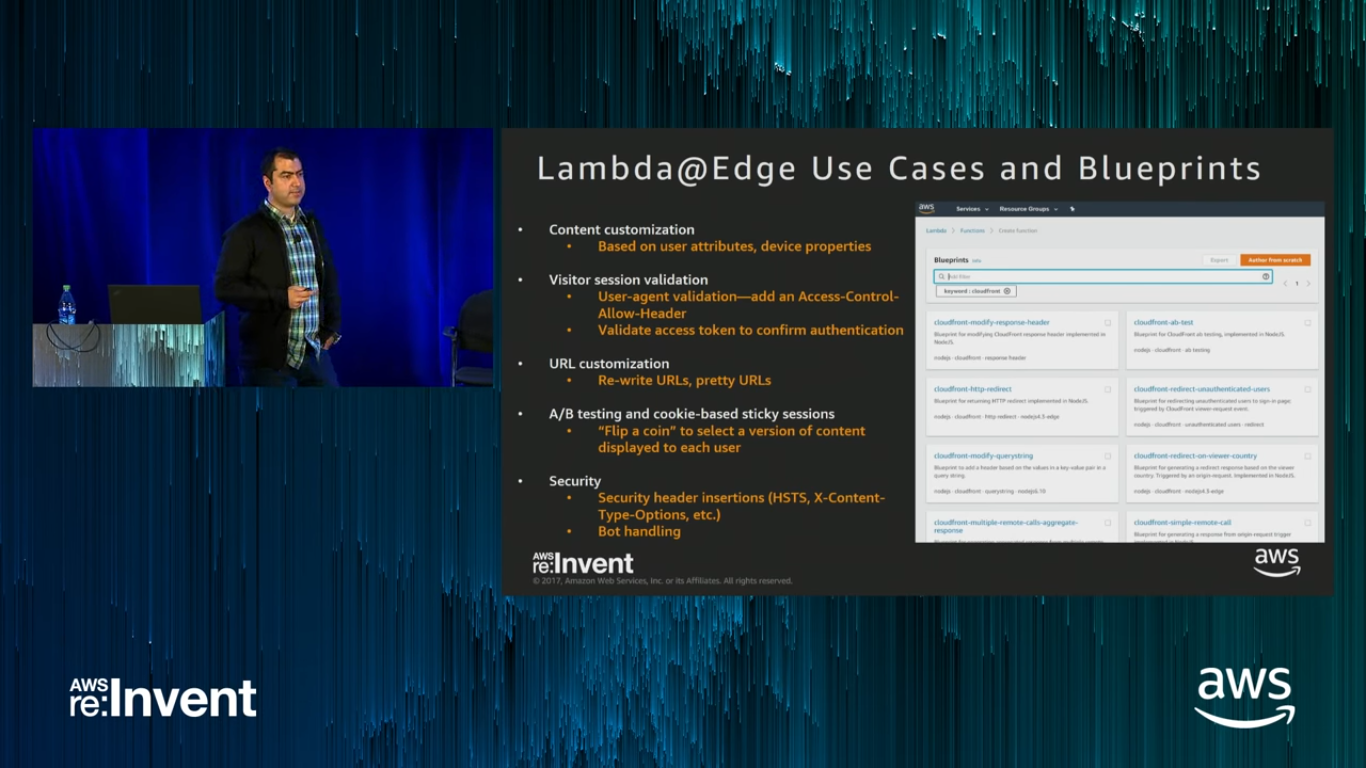 Lambda@Edge Use Cases and Blueprints
• Content customization
• Based on user attributes, device properties
• Visitor session validation
• User-agent validation—add an Access-Control-
Allow-Header
• Validate access token to confirm authentication
• URL customization
• Re-write URLs, pretty URLs
• A/B testing and cookie-based sticky sessions
• “Flip a coin” to select a version of content
displayed to each user
• Security
• Security header insertions (HSTS, X-Content-
Type-Options, etc.)
• Bot handling
aws
Services
Resource Groups
Lambda > Functions > Create function
Blueprints Info
Export
Author from scratch
Add filter
keyword : cloudfront
1
cloudfront-modify-response-header
Blueprint for modifying CloudFront response header implemented in
NodeJS.
nodejs · cloudfront · response header
cloudfront-ab-test
Blueprint for CloudFront ab testing, implemented in NodeJS.
nodejs · cloudfront · ab testing
cloudfront-http-redirect
Blueprint for returning HTTP redirect implemented in NodeJS.
nodejs · cloudfront · http redirect · nodejs4.3-edge
cloudfront-redirect-unauthenticated-users
Blueprint for redirecting unauthenticated users to sign-in page,
triggered by CloudFront viewer-request event.
nodejs · cloudfront · unauthenticated users · redirect
cloudfront-modify-querystring
Blueprint to add a header based on the values in a key value pair in a
query string.
nodejs · cloudfront · querystring · nodejs6.10
cloudfront-redirect-on-viewer-country
Blueprint for generating a redirect response based on the viewer
country. Triggered by an origin-request. Implemented in NodeJS.
nodejs · cloudfront · nodejs4.3-edge
cloudfront-multiple-remote-calls-aggregate-
response
cloudfront-simple-remote-call
Blueprint for generating a response from origin-request trigger
AWS
re:Invent
© 2017, Amazon Web Services, Inc. or its Affiliates. All rights reserved.
aws
AWS
re:Invent
aws